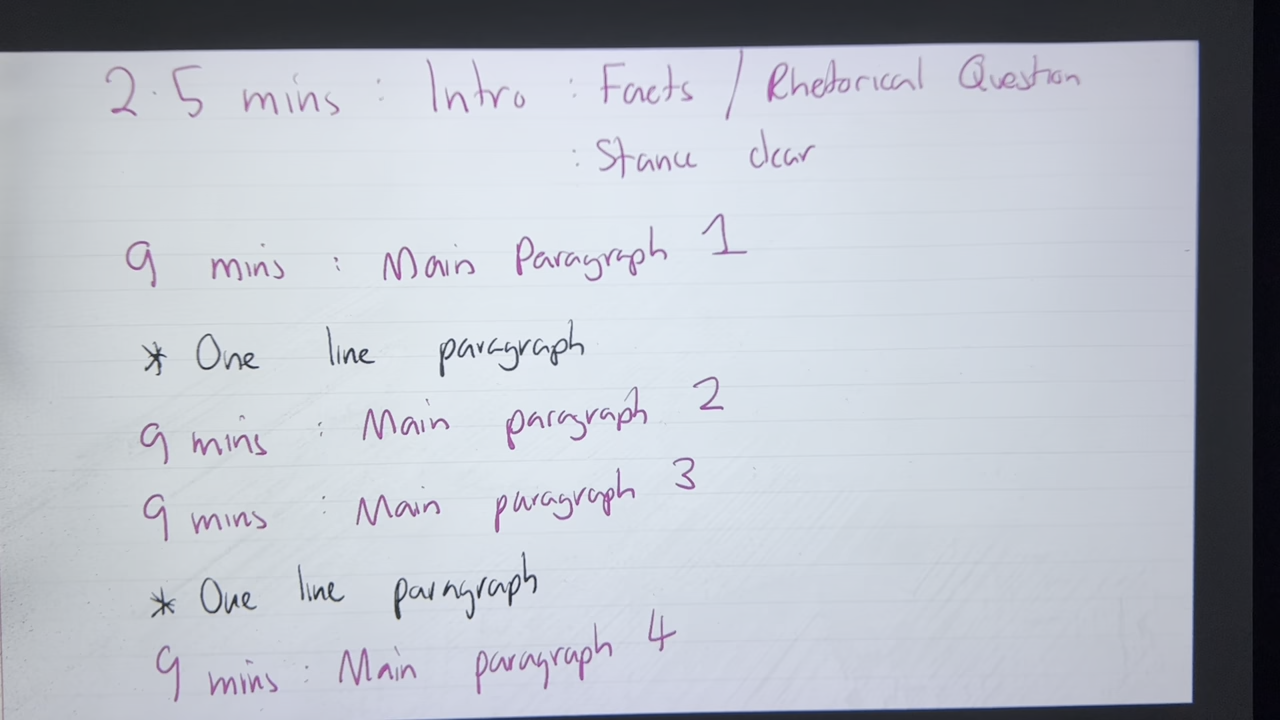 2.5 mins : Intro : Facts / Rhetorical Question
: Stance clear
9 mins : Main Paragraph 1
* One line paragraph
9 mins : Main paragraph 2
9 mins : Main paragraph 3
* One line paragraph
9 mins : Main paragraph 4